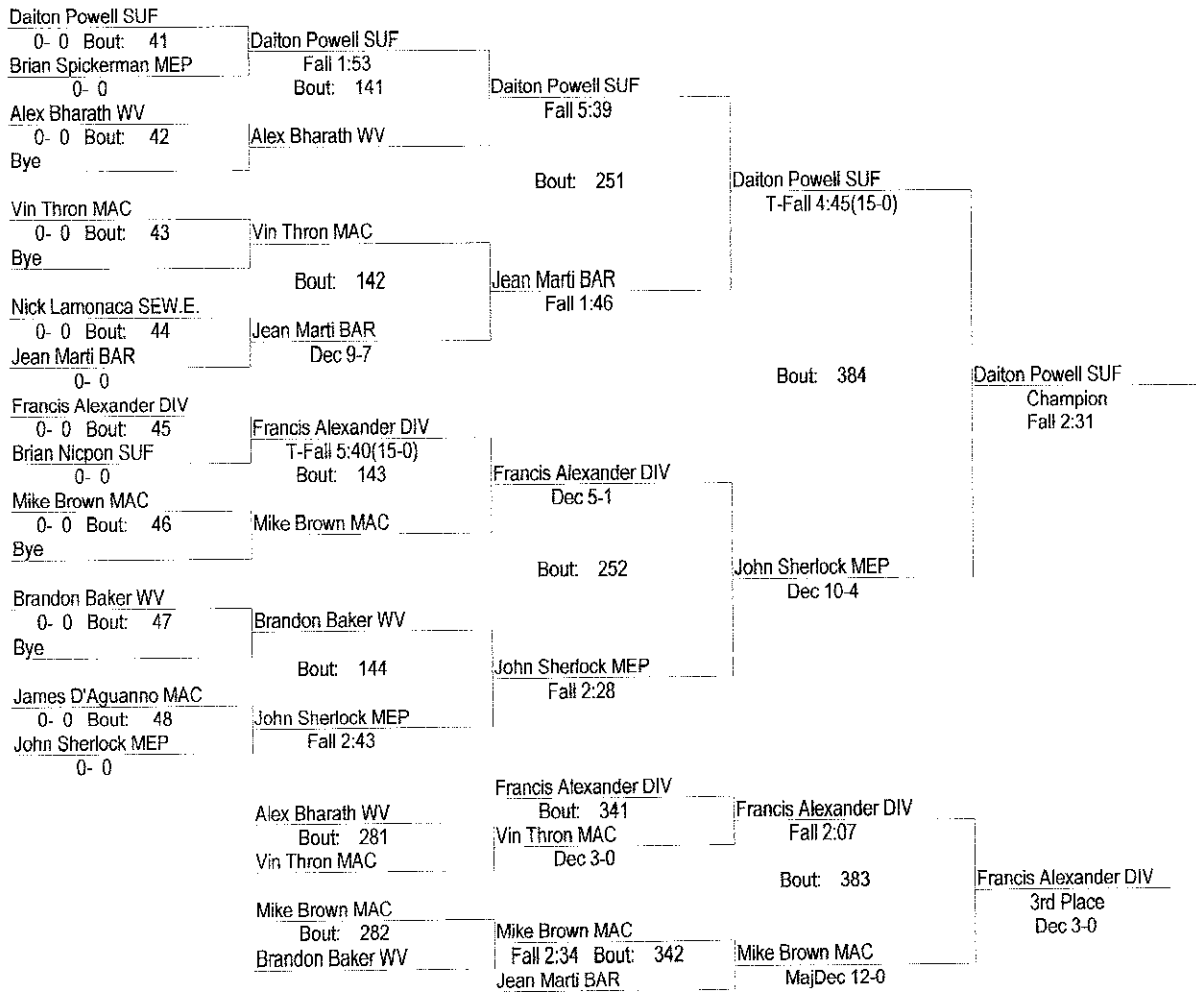 Daiton Powell SUF
0- 0 Bout: 41
Brian Spickerman MEP
0- 0
Alex Bharath WV
0- 0 Bout: 42
Bye
Vin Thron MAC
0- 0 Bout: 43
Bye
Nick Lamonaca SEW.E.
0- 0 Bout: 44
Jean Marti BAR
0- 0
Francis Alexander DIV
0- 0 Bout: 45
Brian Nicpon SUF
0- 0
Mike Brown MAC
0- 0 Bout: 46
Bye
Brandon Baker WV
0- 0 Bout: 47
Bye
James D'Aguanno MAC
0- 0 Bout: 48
John Sherlock MEP
0- 0
Daiton Powell SUF
Fall 1:53
Bout: 141
Alex Bharath WV
Vin Thron MAC
Bout: 142
Jean Marti BAR
Dec 9-7
Francis Alexander DIV
T-Fall 5:40(15-0)
Bout: 143
Mike Brown MAC
Brandon Baker WV
Bout: 144
John Sherlock MEP
Fall 2:43
Daiton Powell SUF
Fall 5:39
Bout: 251
Jean Marti BAR
Fall 1:46
Francis Alexander DIV
Dec 5-1
Bout: 252
John Sherlock MEP
Fall 2:28
Daiton Powell SUF
T-Fall 4:45(15-0)
Bout: 384
John Sherlock MEP
Dec 10-4
Daiton Powell SUF
Champion
Fall 2:31
Alex Bharath WV
Bout: 281
Vin Thron MAC
Mike Brown MAC
Bout: 282
Brandon Baker WV
Francis Alexander DIV
Bout: 341
Vin Thron MAC
Dec 3-0
Mike Brown MAC
Fall 2:34 Bout: 342
Jean Marti BAR
Francis Alexander DIV
Fall 2:07
Bout: 383
Mike Brown MAC
MajDec 12-0
Francis Alexander DIV
3rd Place
Dec 3-0